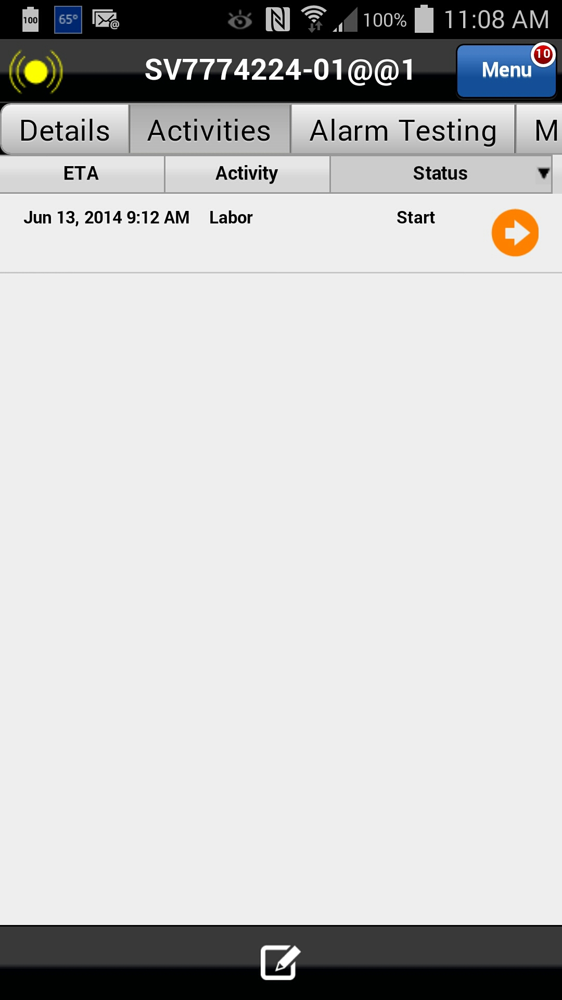 100 65° @ 100% 11:08 AM
SV7774224-01@@1 Menu 10
Details Activities Alarm Testing M
ETA Activity Status
Jun 13, 2014 9:12 AM Labor Start